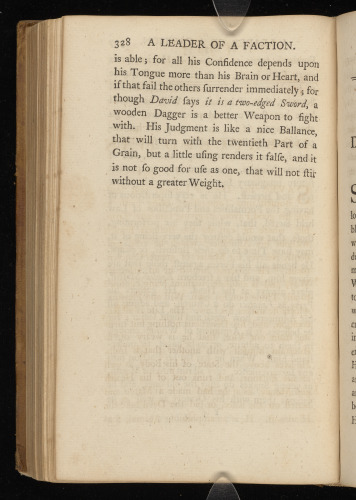 328 A LEADER OF A FACTION.
is able; for all his Confidence depends upon
his Tongue more than his Brain or Heart, and
if that fail the others ſurrender immediately; for
though David ſays it is a two-edged Sword, a
wooden Dagger is a better Weapon to fight
with. His Judgment is like a nice Ballance,
that will turn with the twentieth Part of a
Grain, but a little uſing renders it falſe, and it
is not ſo good for uſe as one, that will not ſtir
without a greater Weight.